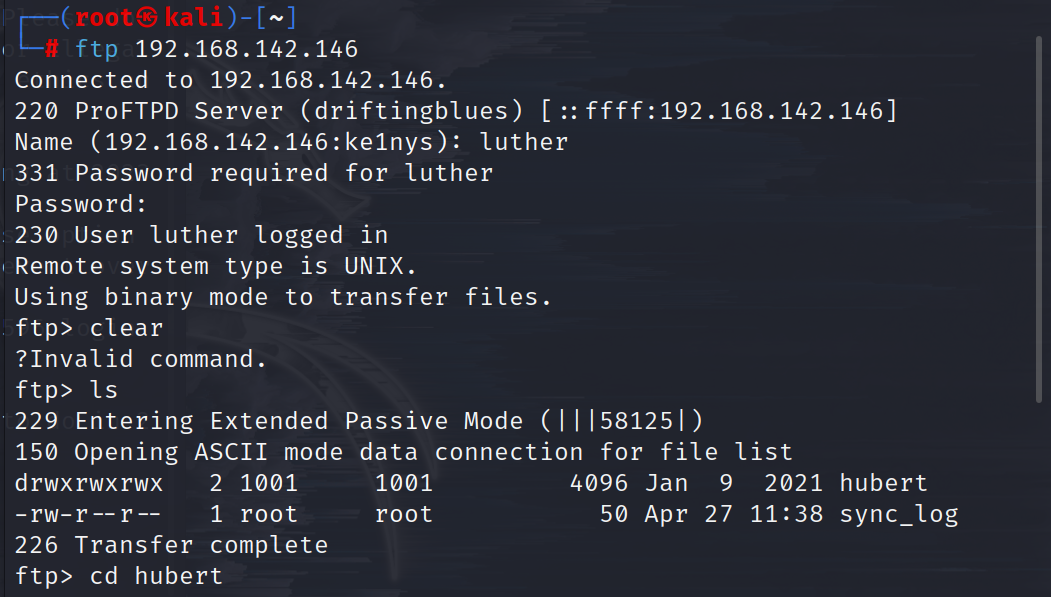 ┌──(root㉿kali)-[~]
└─# ftp 192.168.142.146
Connected to 192.168.142.146.
220 ProFTPD Server (driftingblues) [::ffff:192.168.142.146]
Name (192.168.142.146:ke1nys): luther
331 Password required for luther
Password:
230 User luther logged in
Remote system type is UNIX.
Using binary mode to transfer files.
ftp> clear
?Invalid command.
ftp> ls
229 Entering Extended Passive Mode (|||58125|)
150 Opening ASCII mode data connection for file list
drwxrwxrwx   2 1001     1001         4096 Jan  9  2021 hubert
-rw-r--r--   1 root     root           50 Apr 27 11:38 sync_log
226 Transfer complete
ftp> cd hubert